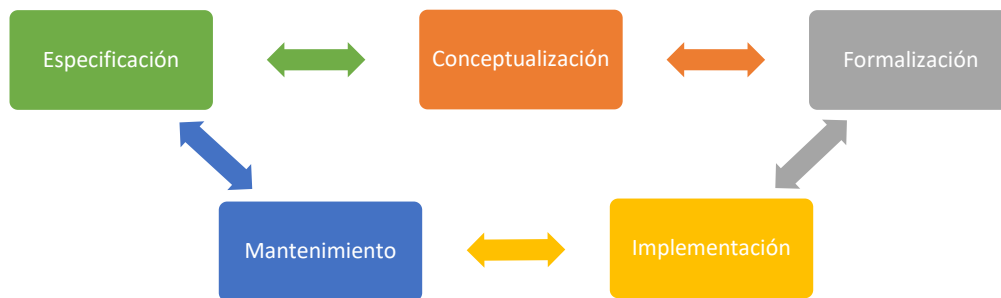 Especificación
Conceptualización
Formalización
Mantenimiento
Implementación